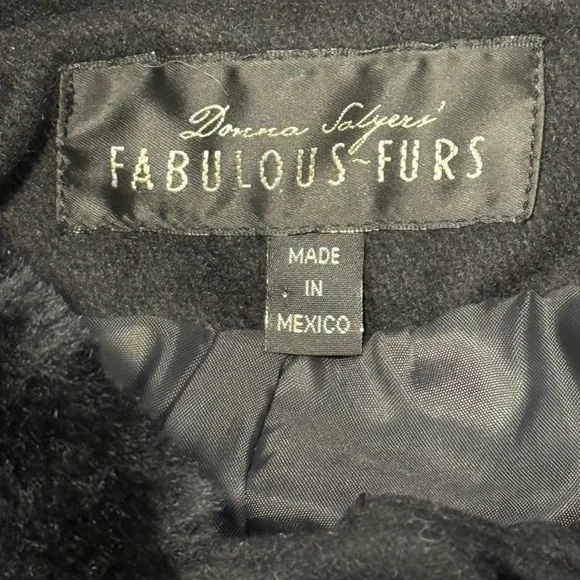 Donna Salyers'
FABULOUS-FURS
MADE
IN
MEXICO